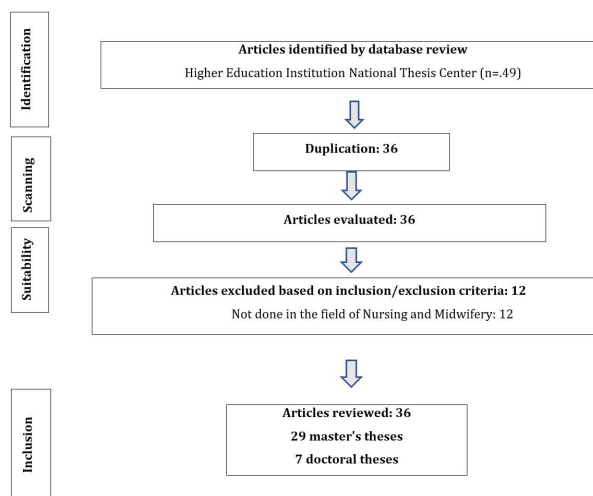 Identification
Articles identified by database review
Higher Education Institution National Thesis Center (n=.49)
Scanning
Duplication: 36
Articles evaluated: 36
Suitability
Articles excluded based on inclusion/exclusion criteria: 12
Not done in the field of Nursing and Midwifery: 12
Inclusion
Articles reviewed: 36
29 master's theses
7 doctoral theses